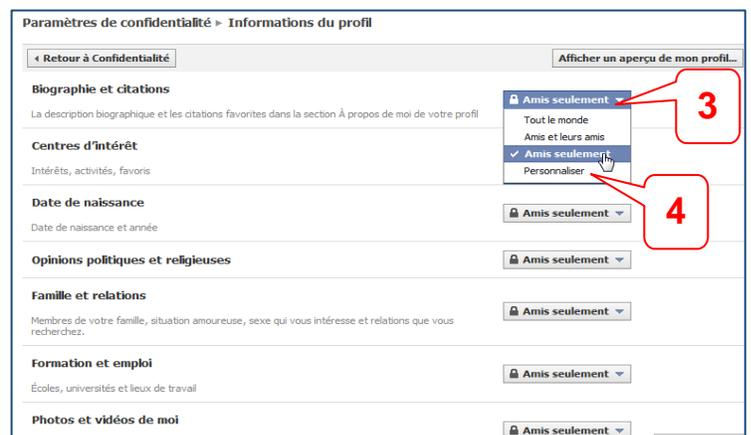 Paramètres de confidentialité ▸ Informations du profil
Retour à Confidentialité
Afficher un aperçu de mon profil...
Biographie et citations
Amis seulement
3
La description biographique et les citations favorites dans la section À propos de moi de votre profil
Tout le monde
Amis et leurs amis
Amis seulement
Personnaliser
4
Centres d'intérêt
Intérêts, activités, favoris
Date de naissance
Amis seulement
Date de naissance et année
Opinions politiques et religieuses
Amis seulement
Famille et relations
Amis seulement
Membres de votre famille, situation amoureuse, sexe qui vous intéresse et relations que vous
recherchez.
Formation et emploi
Amis seulement
Écoles, universités et lieux de travail
Photos et vidéos de moi
Amis seulement